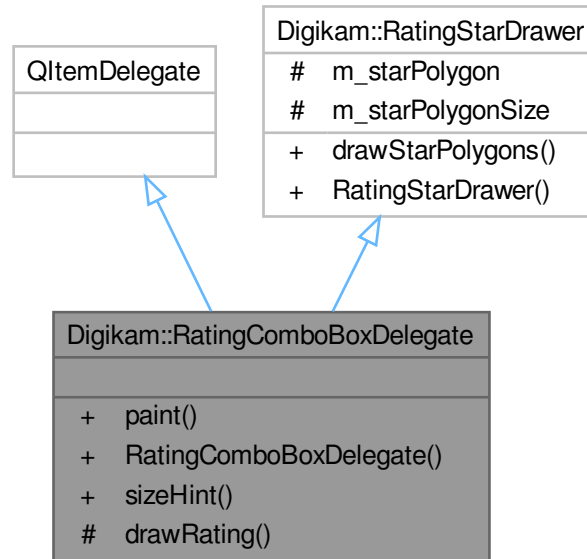 QItemDelegate
Digikam::RatingStarDrawer
# m_starPolygon
# m_starPolygonSize
+ drawStarPolygons()
+ RatingStarDrawer()
Digikam::RatingComboBoxDelegate
+ paint()
+ RatingComboBoxDelegate()
+ sizeHint()
# drawRating()